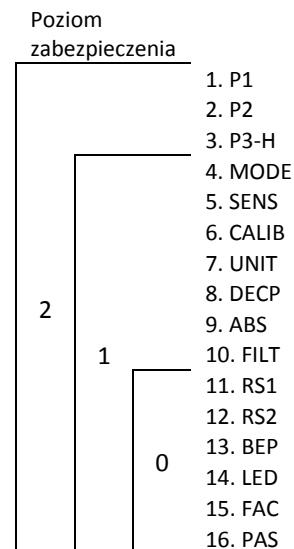 Poziom
zabezpieczenia
1. P1
2. P2
3. P3-H
4. MODE
5. SENS
6. CALIB
7. UNIT
8. DECP
2
9. ABS
1
10. FILT
11. RS1
12. RS2
13. BEP
0
14. LED
15. FAC
16. PAS